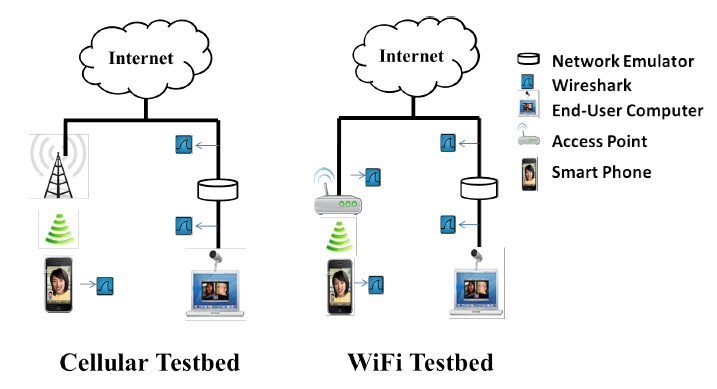 Internet
Internet
Network Emulator
Wireshark
End-User Computer
Access Point
Smart Phone
Cellular Testbed
WiFi Testbed